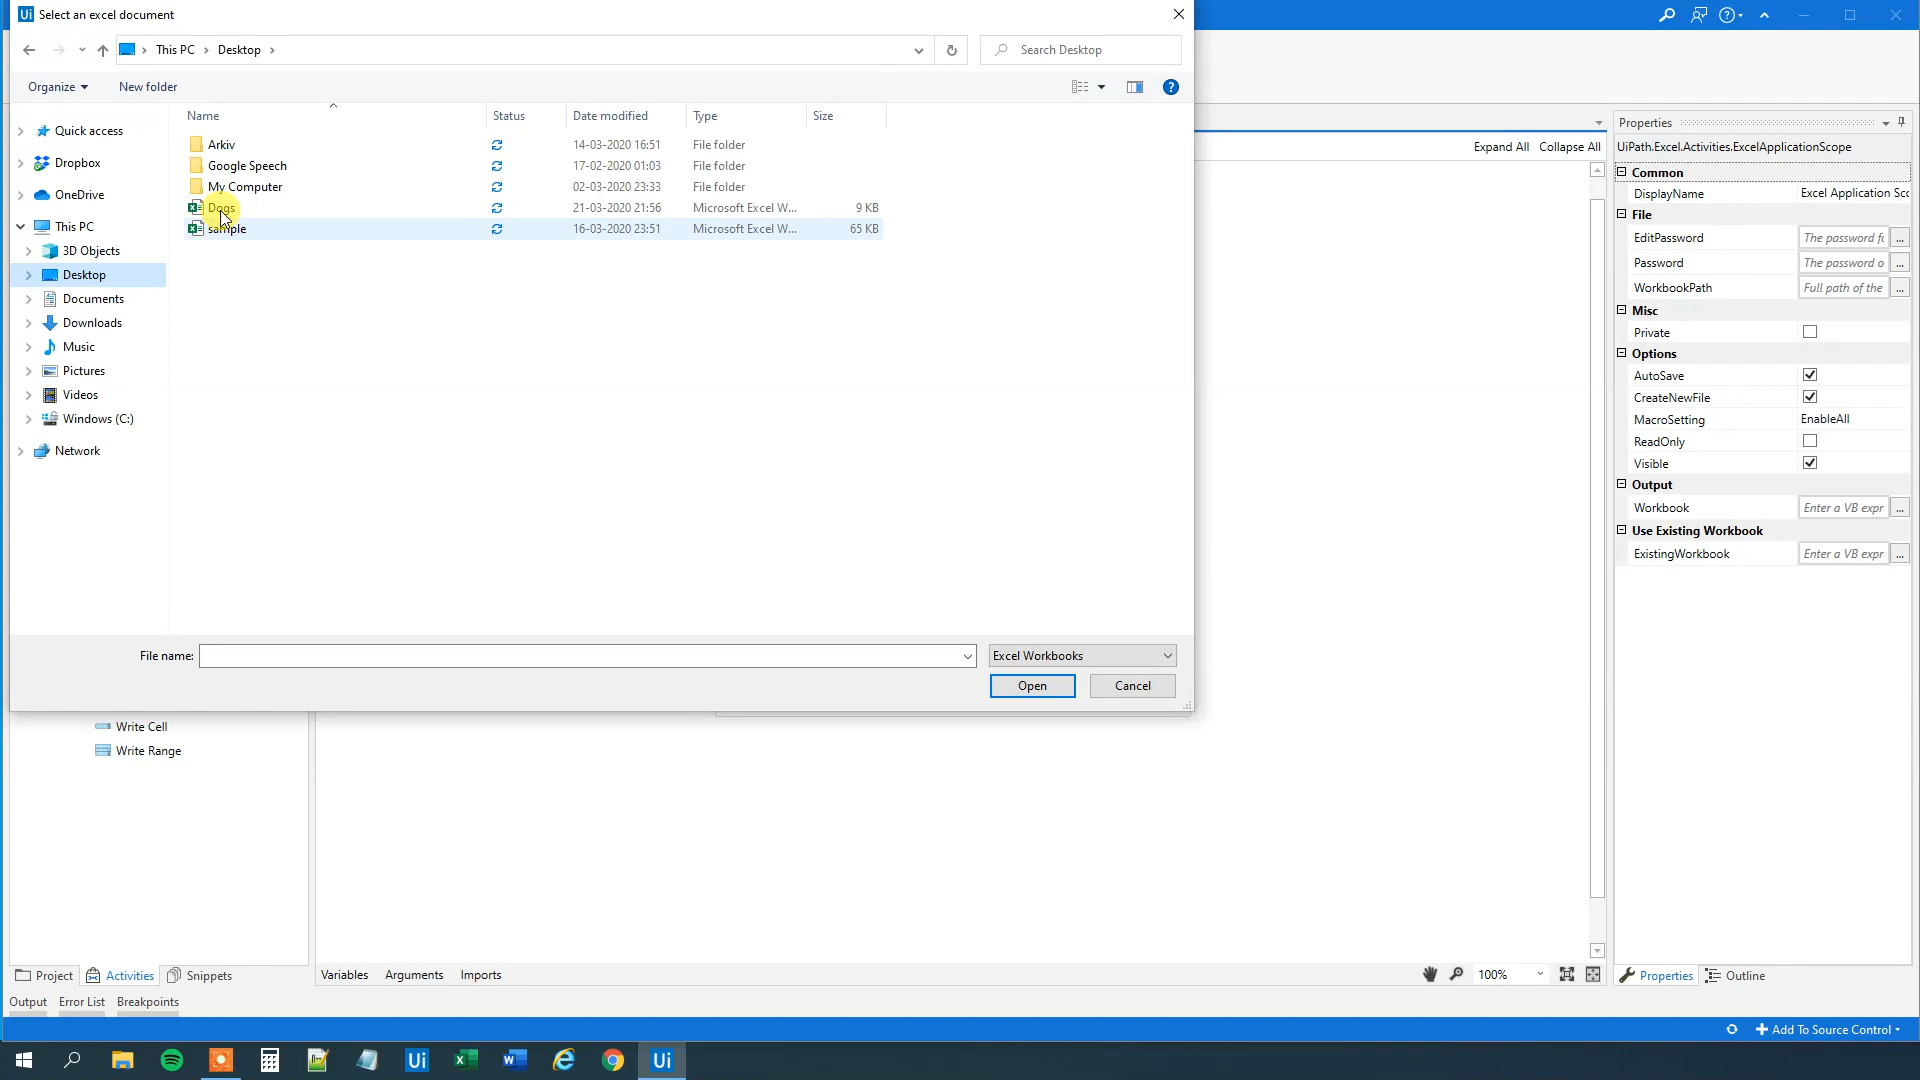 Ui Select an excel document
This PC > Desktop >
Search Desktop
Organize
New folder
Name Status Date modified Type Size
Arkiv 14-03-2020 16:51 File folder
Google Speech 17-02-2020 01:03 File folder
My Computer 02-03-2020 23:33 File folder
Dogs 21-03-2020 21:56 Microsoft Excel W... 9 KB
sample 16-03-2020 23:51 Microsoft Excel W... 65 KB
Quick access
Dropbox
OneDrive
This PC
3D Objects
Desktop
Documents
Downloads
Music
Pictures
Videos
Windows (C:)
Network
File name:
Excel Workbooks
Open
Cancel
Write Cell
Write Range
Expand All Collapse All
Properties
UiPath.Excel.Activities.ExcelApplicationScope
Common
DisplayName Excel Application Sco
File
EditPassword The password fo ...
Password The password o ...
WorkbookPath Full path of the ...
Misc
Private
Options
AutoSave
CreateNewFile
MacroSetting EnableAll
ReadOnly
Visible
Output
Workbook Enter a VB expr ...
Use Existing Workbook
ExistingWorkbook Enter a VB expr ...
Project Activities Snippets
Variables Arguments Imports
100%
Properties Outline
Output Error List Breakpoints
Add To Source Control
Ui
Ui